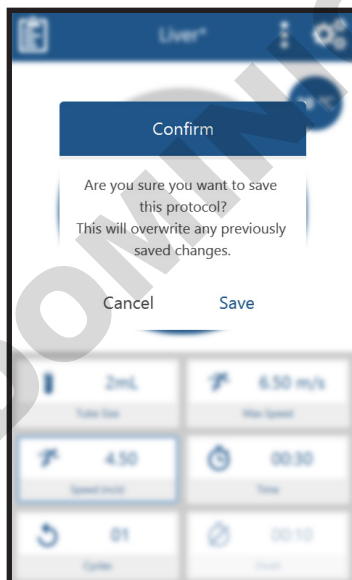 Liver*
Confirm
Are you sure you want to save
this protocol?
This will overwrite any previously
saved changes.
Cancel Save
2mL 6.50 m/s
Tube Size Max Speed
4.50 00:30
Speed (m/s) Time
01 00:10
Cycles Dwell